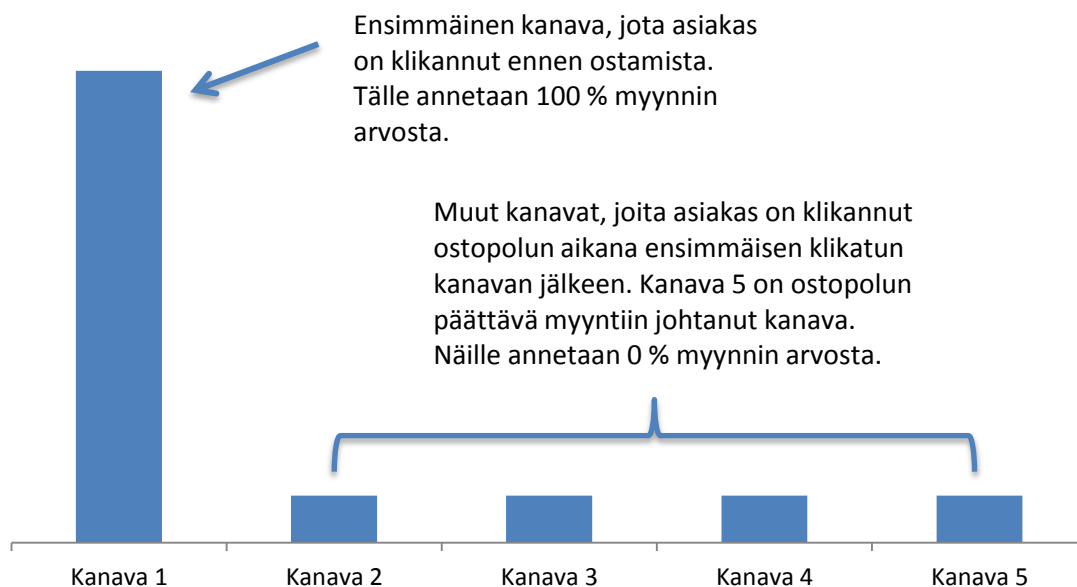 Ensimmäinen kanava, jota asiakas
on klikannut ennen ostamista.
Tälle annetaan 100 % myynnin
arvosta.
Muut kanavat, joita asiakas on klikannut
ostopolun aikana ensimmäisen klikatun
kanavan jälkeen. Kanava 5 on ostopolun
päättävä myyntiin johtanut kanava.
Näille annetaan 0 % myynnin arvosta.
Kanava 1 Kanava 2 Kanava 3 Kanava 4 Kanava 5